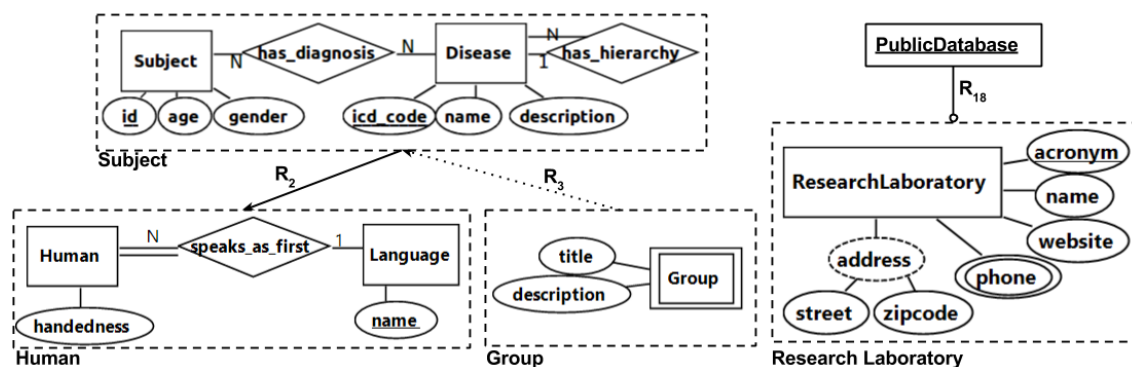 Subject
N
has_diagnosis
N
Disease
N
1
has_hierarchy
id
age
gender
icd_code
name
description
Subject
R2
R3
Human
N
speaks_as_first
1
Language
handedness
name
Human
title
description
Group
Group
PublicDatabase
R18
ResearchLaboratory
acronym
name
website
address
phone
street
zipcode
Research Laboratory